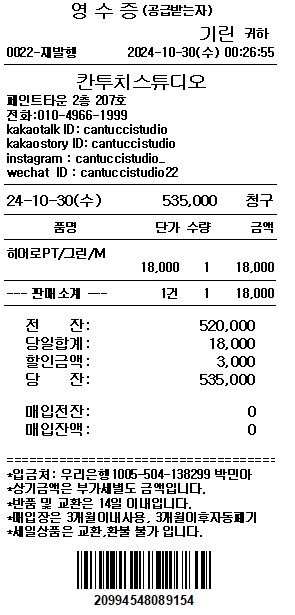 영 수 증 (공급받는자)
기린 귀하
0022-재발행 2024-10-30(수) 00:26:55
칸투치스튜디오
페인트타운 2층 207호
전화:010-4966-1999
kakaotalk ID: cantuccistudio
kakaostory ID: cantuccistudio
instagram : cantuccistudio_
wechat ID : cantuccistudio22
24-10-30(수) 535,000 청구
품명 단가 수량 금액
히어로PT/그린/M
18,000 1 18,000
--- 판매 소계 --- 1건 1 18,000
전 잔: 520,000
당일합계: 18,000
할인금액: 3,000
당 잔: 535,000
매입전잔: 0
매입잔액: 0
*입금처: 우리은행1005-504-138299 박민아
*상기금액은 부가세별도 금액입니다.
*반품 및 교환은 14일 이내입니다.
*매입장은 3개월이내사용, 3개월이후자동폐기
*세일상품은 교환,환불 불가 입니다.
20994548089154